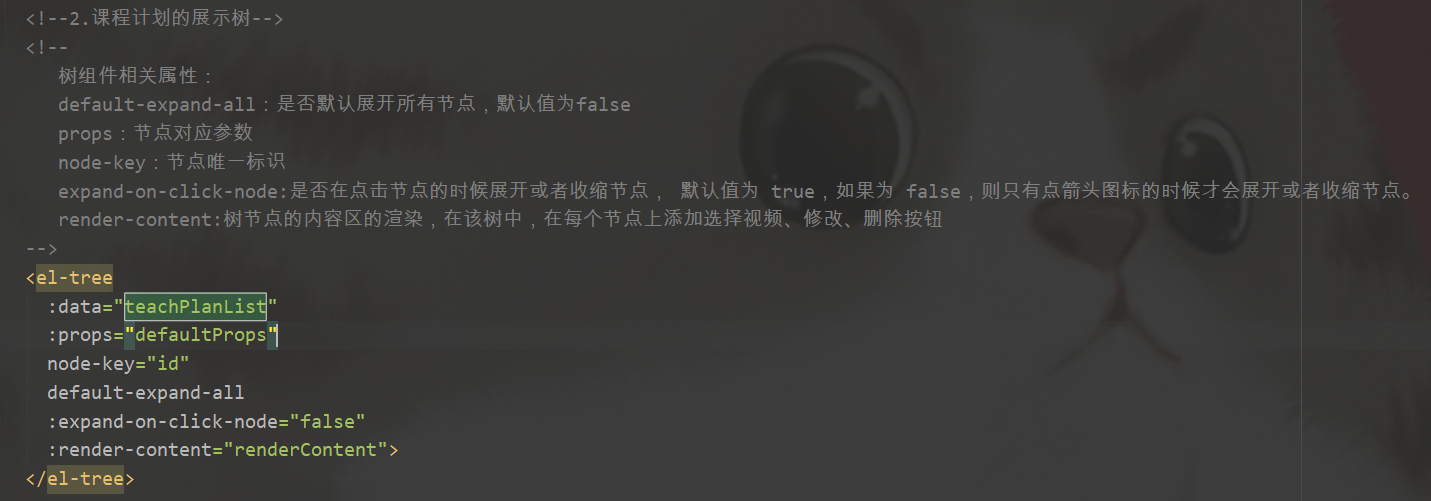 <!--2.课程计划的展示树-->
<!--
树组件相关属性：
default-expand-all：是否默认展开所有节点，默认值为false
props：节点对应参数
node-key：节点唯一标识
expand-on-click-node:是否在点击节点的时候展开或者收缩节点， 默认值为 true，如果为 false，则只有点箭头图标的时候才会展开或者收缩节点。
render-content:树节点的内容区的渲染，在该树中，在每个节点上添加选择视频、修改、删除按钮
-->
<el-tree
:data="teachPlanList"
:props="defaultProps"
node-key="id"
default-expand-all
:expand-on-click-node="false"
:render-content="renderContent">
</el-tree>